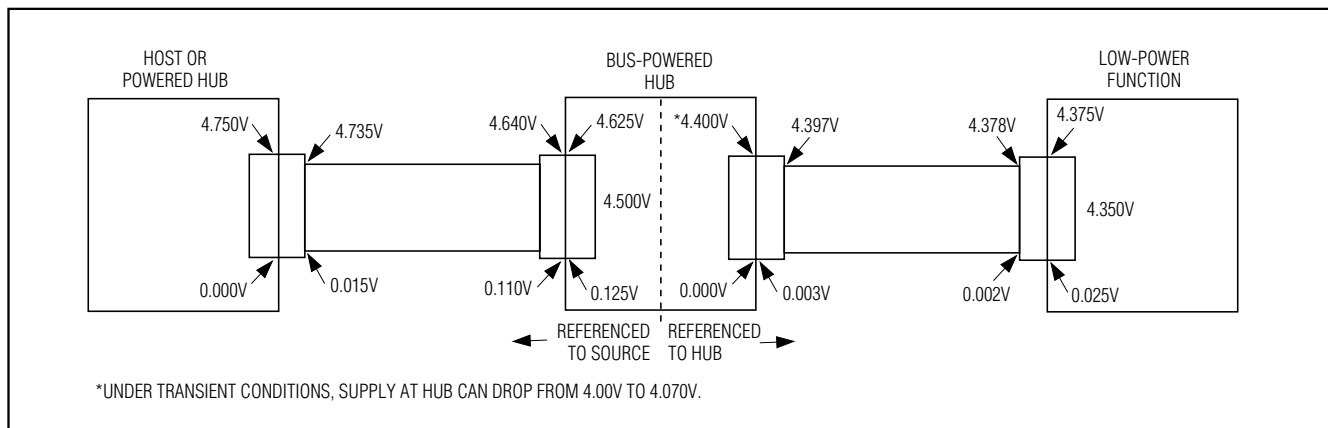 HOST OR
POWERED HUB
BUS-POWERED
HUB
LOW-POWER
FUNCTION
4.750V
4.735V
4.640V
4.625V
*4.400V
4.397V
4.378V
4.375V
4.500V
4.350V
0.000V
0.015V
0.110V
0.125V
0.000V
0.003V
0.002V
0.025V
REFERENCED
TO SOURCE
REFERENCED
TO HUB
*UNDER TRANSIENT CONDITIONS, SUPPLY AT HUB CAN DROP FROM 4.00V TO 4.070V.